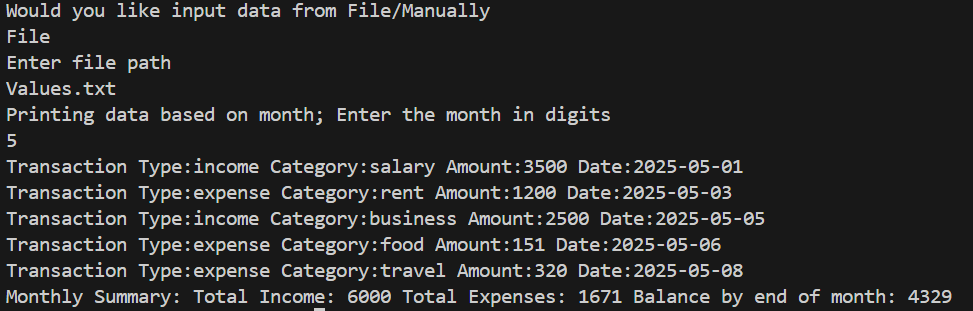 Would you like input data from File/Manually
File
Enter file path
Values.txt
Printing data based on month; Enter the month in digits
5
Transaction Type:income Category:salary Amount:3500 Date:2025-05-01
Transaction Type:expense Category:rent Amount:1200 Date:2025-05-03
Transaction Type:income Category:business Amount:2500 Date:2025-05-05
Transaction Type:expense Category:food Amount:151 Date:2025-05-06
Transaction Type:expense Category:travel Amount:320 Date:2025-05-08
Monthly Summary: Total Income: 6000 Total Expenses: 1671 Balance by end of month: 4329